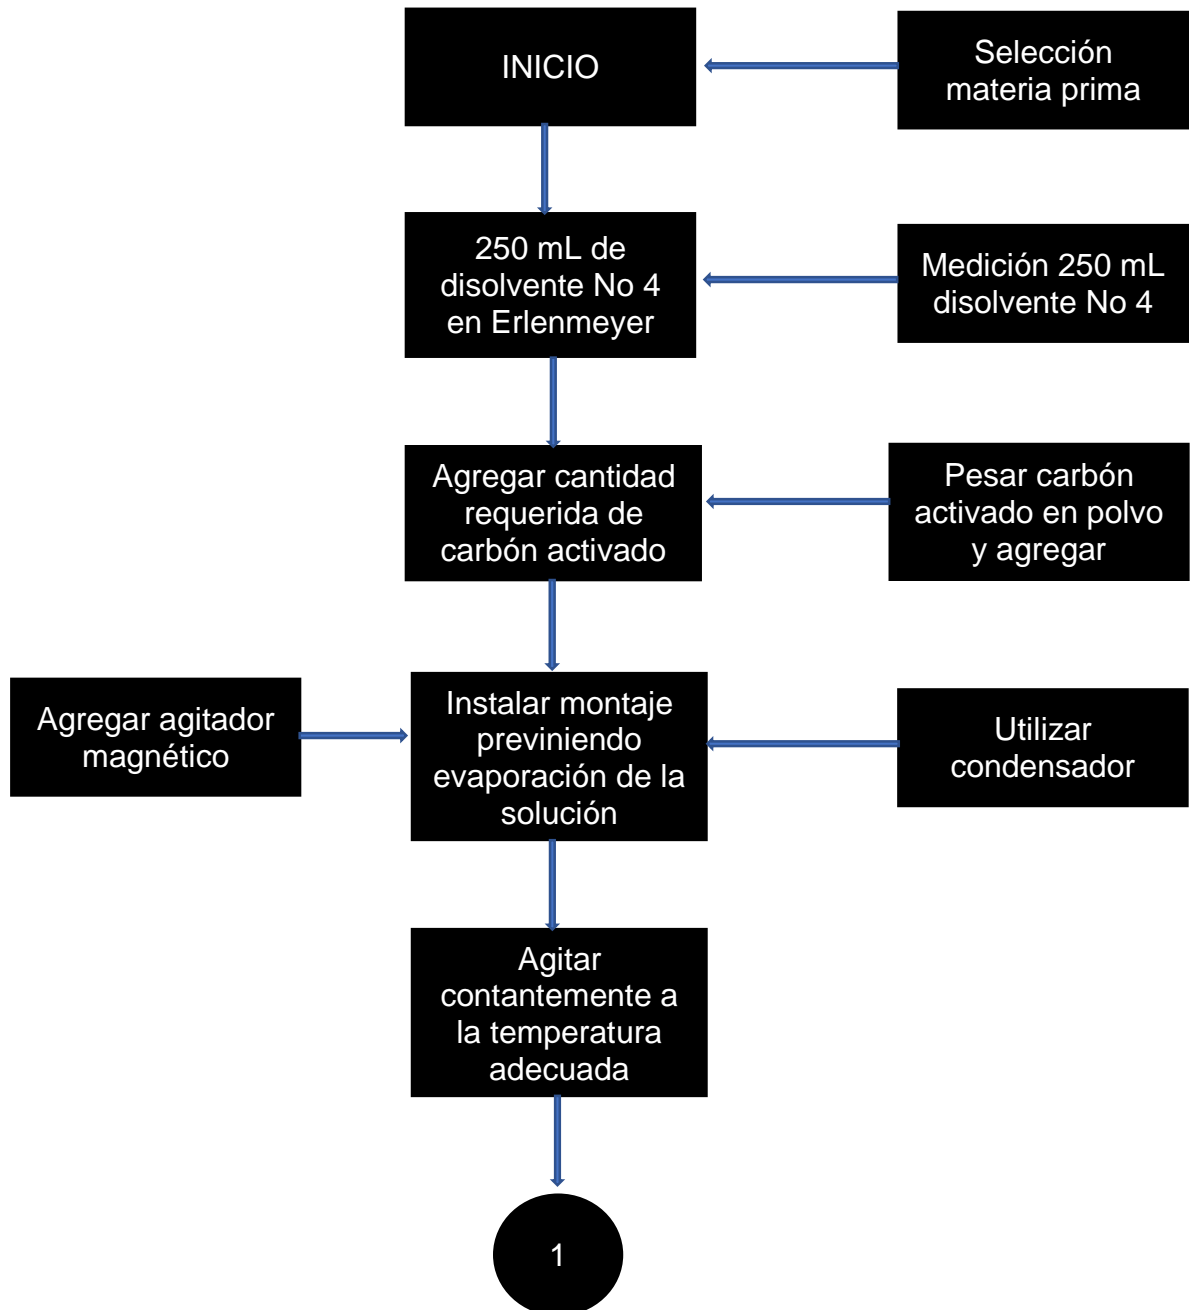 INICIO
Selección
materia prima
250 mL de
disolvente No 4
en Erlenmeyer
Medición 250 mL
disolvente No 4
Agregar cantidad
requerida de
carbón activado
Pesar carbón
activado en polvo
y agregar
Agregar agitador
magnético
Instalar montaje
previniendo
evaporación de la
solución
Utilizar
condensador
Agitar
contantemente a
la temperatura
adecuada
1